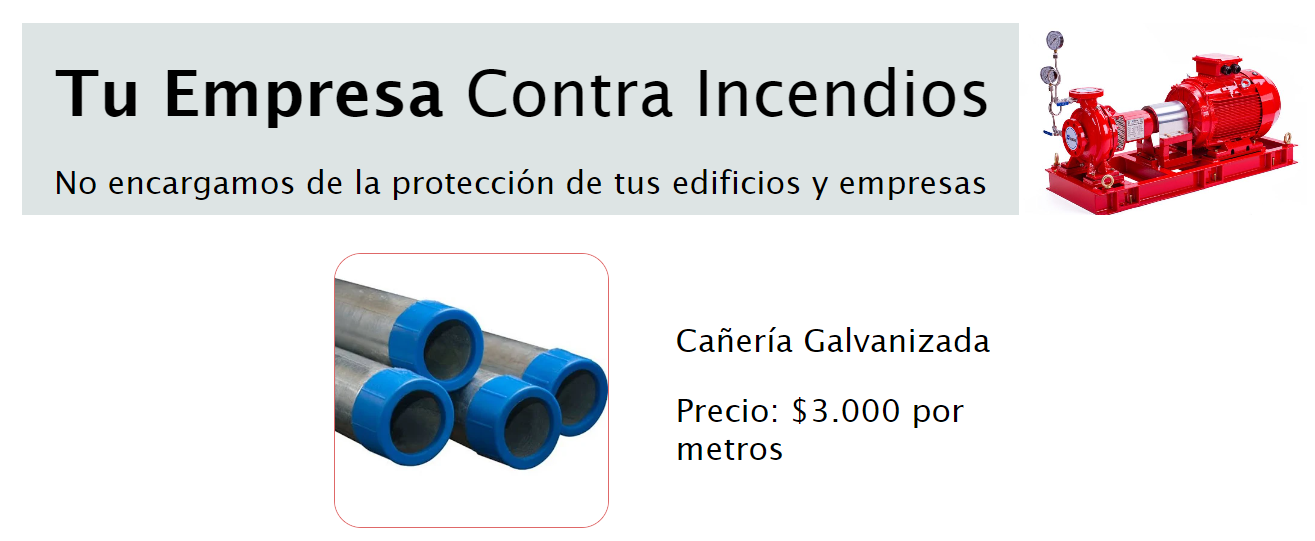 Tu Empresa Contra Incendios
No encargamos de la protección de tus edificios y empresas
Cañería Galvanizada
Precio: $3.000 por
metros